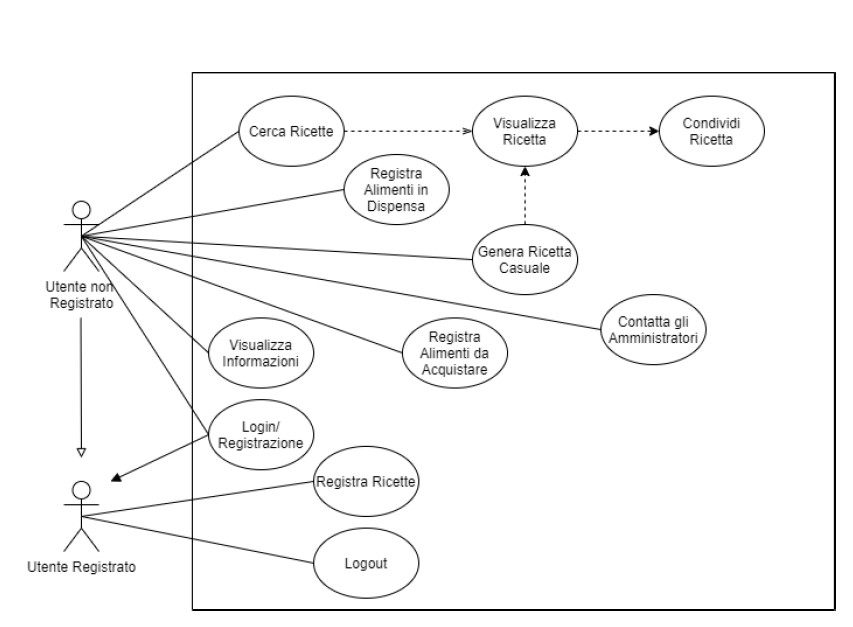 Cerca Ricette
Visualizza
Ricetta
Condividi
Ricetta
Registra
Alimenti in
Dispensa
Genera Ricetta
Casuale
Utente non
Registrato
Contatta gli
Amministratori
Visualizza
Informazioni
Registra
Alimenti da
Acquistare
Login/
Registrazione
Registra Ricette
Utente Registrato
Logout